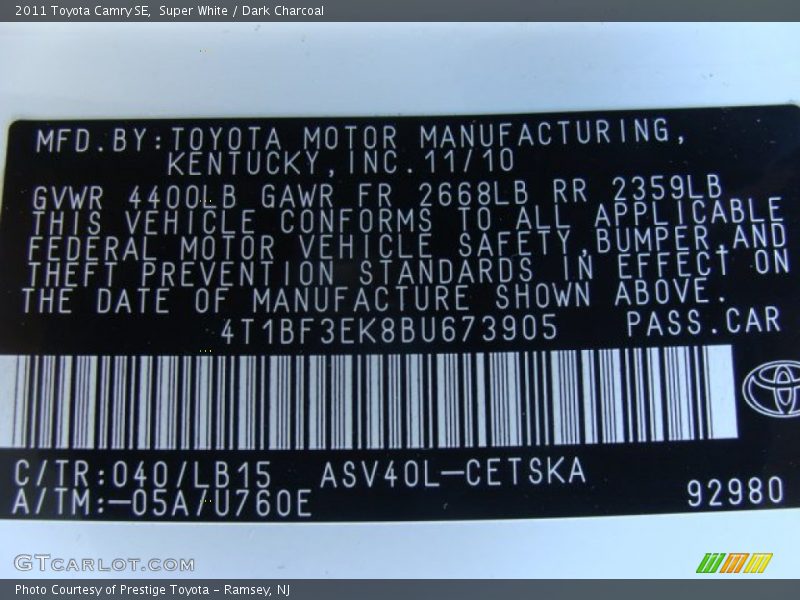 2011 Toyota Camry SE,  Super White / Dark Charcoal
MFD.BY:TOYOTA MOTOR MANUFACTURING,
KENTUCKY,INC.11/10
GVWR 4400LB GAWR FR 2668LB RR 2359LB
THIS VEHICLE CONFORMS TO ALL APPLICABLE
FEDERAL MOTOR VEHICLE SAFETY,BUMPER,AND
THEFT PREVENTION STANDARDS IN EFFECT ON
THE DATE OF MANUFACTURE SHOWN ABOVE.
4T1BF3EK8BU673905 PASS.CAR
C/TR:040/LB15 ASV40L-CETSKA
A/TM:-05A/U760E 92980
GTCARLOT.COM
Photo Courtesy of Prestige Toyota - Ramsey, NJ